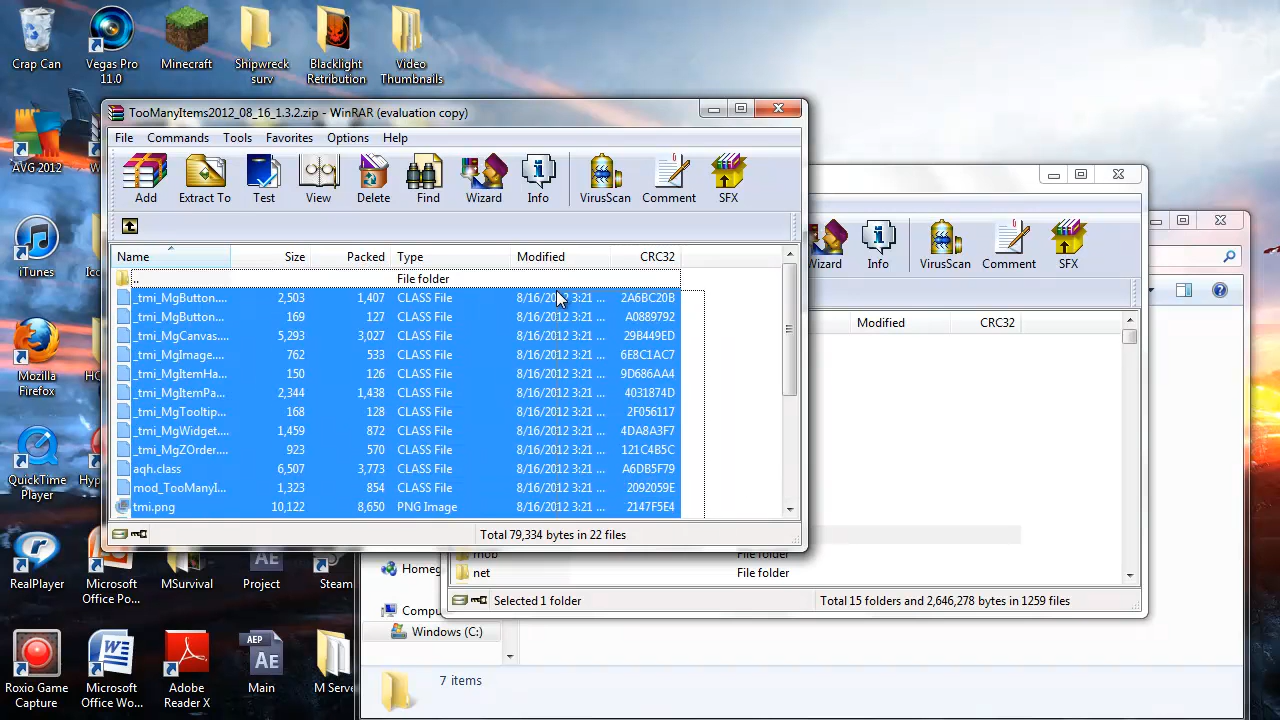 Crap Can
Vegas Pro
11.0
Minecraft
Shipwreck
surv
Blacklight
Retribution
Video
Thumbnails
TooManyItems2012_08_16_1.3.2.zip - WinRAR (evaluation copy)
File Commands Tools Favorites Options Help
Add Extract To Test View Delete Find Wizard Info VirusScan Comment SFX
Name Size Packed Type Modified CRC32
.. File folder
_tmi_MgButton.... 2,503 1,407 CLASS File 8/16/2012 3:21 ... 2A6BC20B
_tmi_MgButton... 169 127 CLASS File 8/16/2012 3:21 ... A0889792
_tmi_MgCanvas.... 5,293 3,027 CLASS File 8/16/2012 3:21 ... 29B449ED
_tmi_MgImage.... 762 533 CLASS File 8/16/2012 3:21 ... 6E8C1AC7
_tmi_MgItemHa... 150 126 CLASS File 8/16/2012 3:21 ... 9D686AA4
_tmi_MgItemPa... 2,344 1,438 CLASS File 8/16/2012 3:21 ... 4031874D
_tmi_MgTooltip... 168 128 CLASS File 8/16/2012 3:21 ... 2F056117
_tmi_MgWidget.... 1,459 872 CLASS File 8/16/2012 3:21 ... 4DA8A3F7
_tmi_MgZOrder.... 923 570 CLASS File 8/16/2012 3:21 ... 121C4B5C
aqh.class 6,507 3,773 CLASS File 8/16/2012 3:21 ... A6DB5F79
mod_TooManyI... 1,323 854 CLASS File 8/16/2012 3:21 ... 2092059E
tmi.png 10,122 8,650 PNG Image 8/16/2012 3:21 ... 2147F5E4
Total 79,334 bytes in 22 files
Wizard Info VirusScan Comment SFX
Modified CRC32
mob File folder
net File folder
Selected 1 folder Total 15 folders and 2,646,278 bytes in 1259 files
Homeg
Compu
Windows (C:)
7 items
AVG 2012
iTunes
Mozilla
Firefox
QuickTime
Player
RealPlayer
Microsoft
Office Po...
MSurvival
Project
Steam
Roxio Game
Capture
Microsoft
Office Wo...
Adobe
Reader X
AEP
AE
Main
M Serve